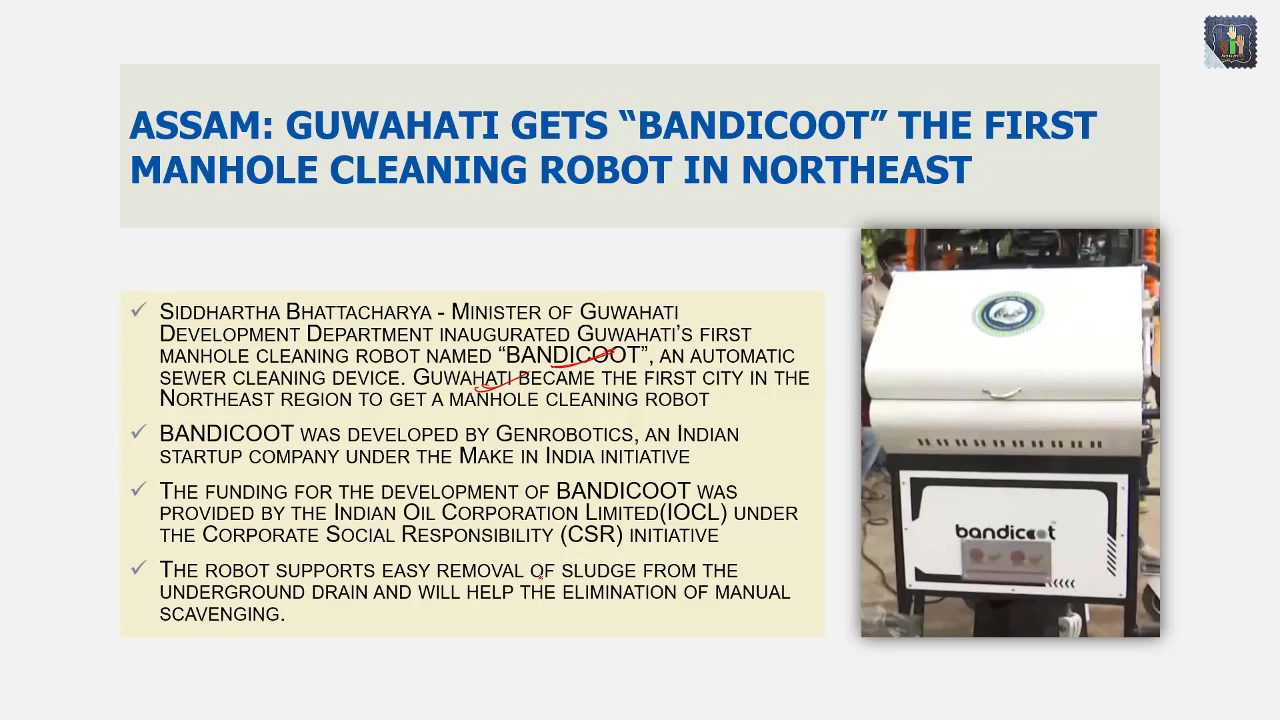 ASSAM: GUWAHATI GETS “BANDICOOT” THE FIRST
MANHOLE CLEANING ROBOT IN NORTHEAST
SIDDHARTHA BHATTACHARYA - MINISTER OF GUWAHATI
DEVELOPMENT DEPARTMENT INAUGURATED GUWAHATI’S FIRST
MANHOLE CLEANING ROBOT NAMED “BANDICOOT”, AN AUTOMATIC
SEWER CLEANING DEVICE. GUWAHATI BECAME THE FIRST CITY IN THE
NORTHEAST REGION TO GET A MANHOLE CLEANING ROBOT
BANDICOOT WAS DEVELOPED BY GENROBOTICS, AN INDIAN
STARTUP COMPANY UNDER THE MAKE IN INDIA INITIATIVE
THE FUNDING FOR THE DEVELOPMENT OF BANDICOOT WAS
PROVIDED BY THE INDIAN OIL CORPORATION LIMITED(IOCL) UNDER
THE CORPORATE SOCIAL RESPONSIBILITY (CSR) INITIATIVE
THE ROBOT SUPPORTS EASY REMOVAL OF SLUDGE FROM THE
UNDERGROUND DRAIN AND WILL HELP THE ELIMINATION OF MANUAL
SCAVENGING.
bandicoot